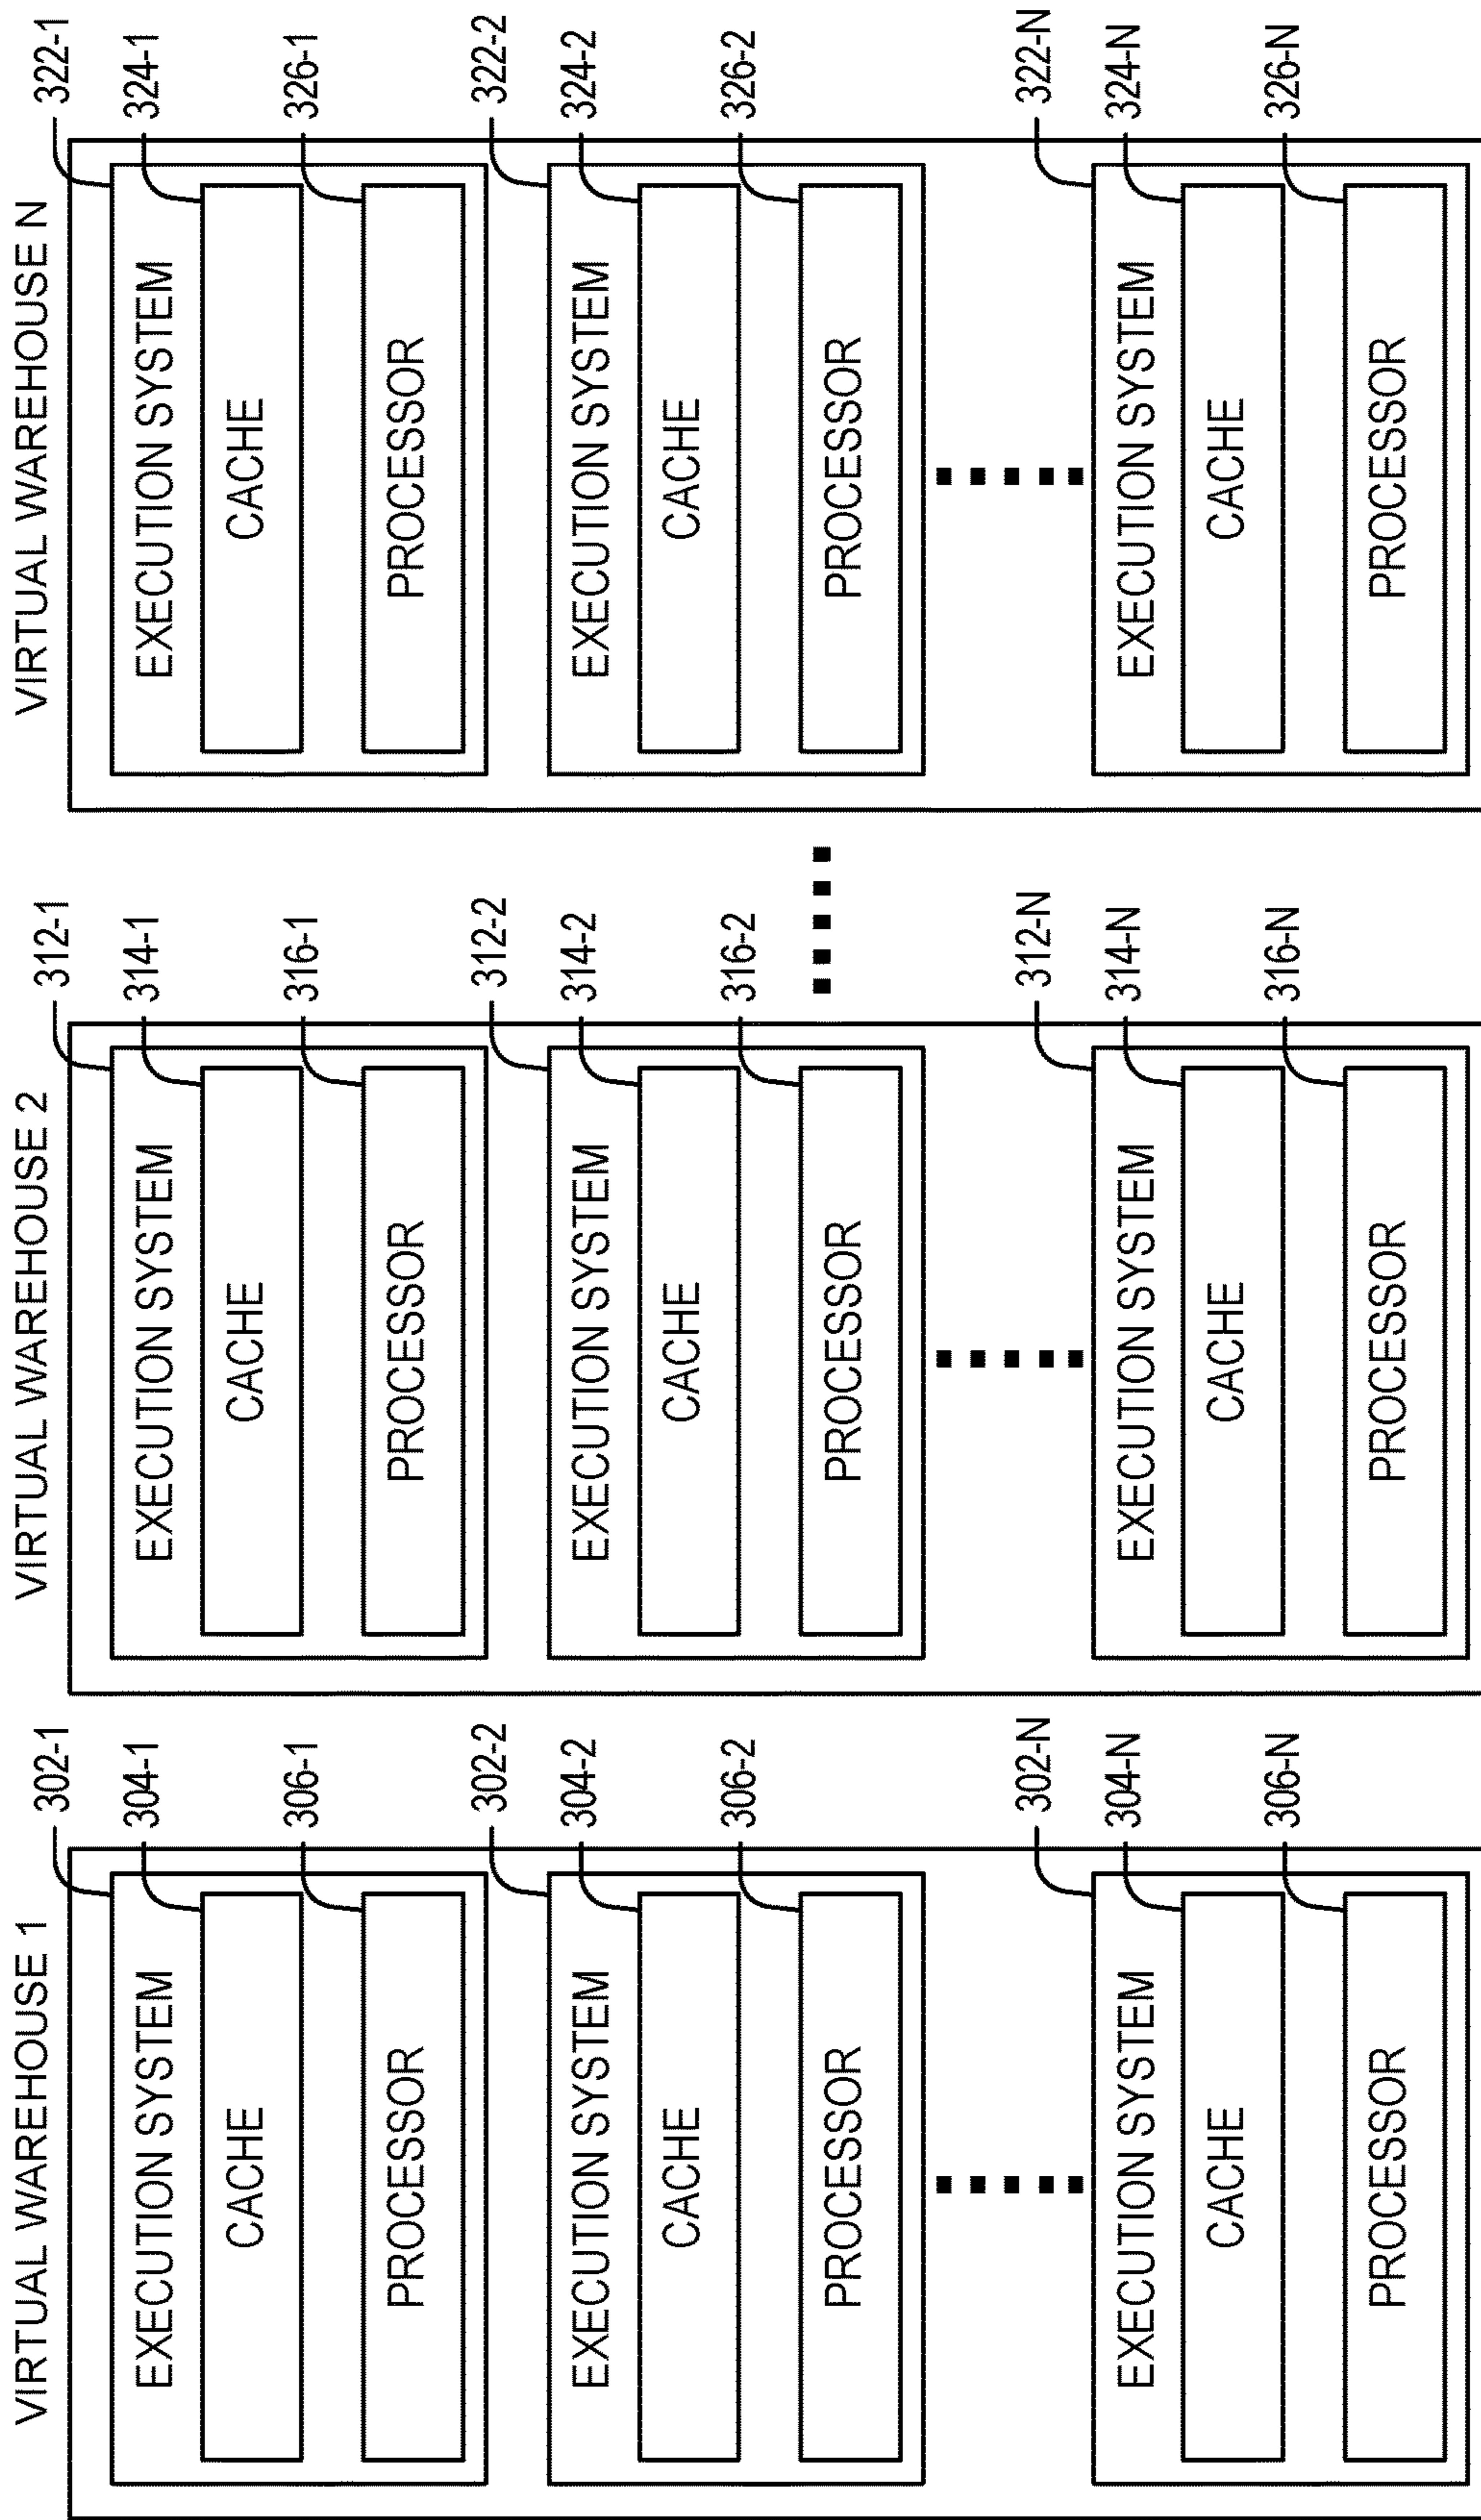 VIRTUAL WAREHOUSE 1
302-1
EXECUTION SYSTEM
304-1
CACHE
306-1
PROCESSOR
302-2
EXECUTION SYSTEM
304-2
CACHE
306-2
PROCESSOR
302-N
EXECUTION SYSTEM
304-N
CACHE
306-N
PROCESSOR
VIRTUAL WAREHOUSE 2
312-1
EXECUTION SYSTEM
314-1
CACHE
316-1
PROCESSOR
312-2
EXECUTION SYSTEM
314-2
CACHE
316-2
PROCESSOR
312-N
EXECUTION SYSTEM
314-N
CACHE
316-N
PROCESSOR
VIRTUAL WAREHOUSE N
322-1
EXECUTION SYSTEM
324-1
CACHE
326-1
PROCESSOR
322-2
EXECUTION SYSTEM
324-2
CACHE
326-2
PROCESSOR
322-N
EXECUTION SYSTEM
324-N
CACHE
326-N
PROCESSOR